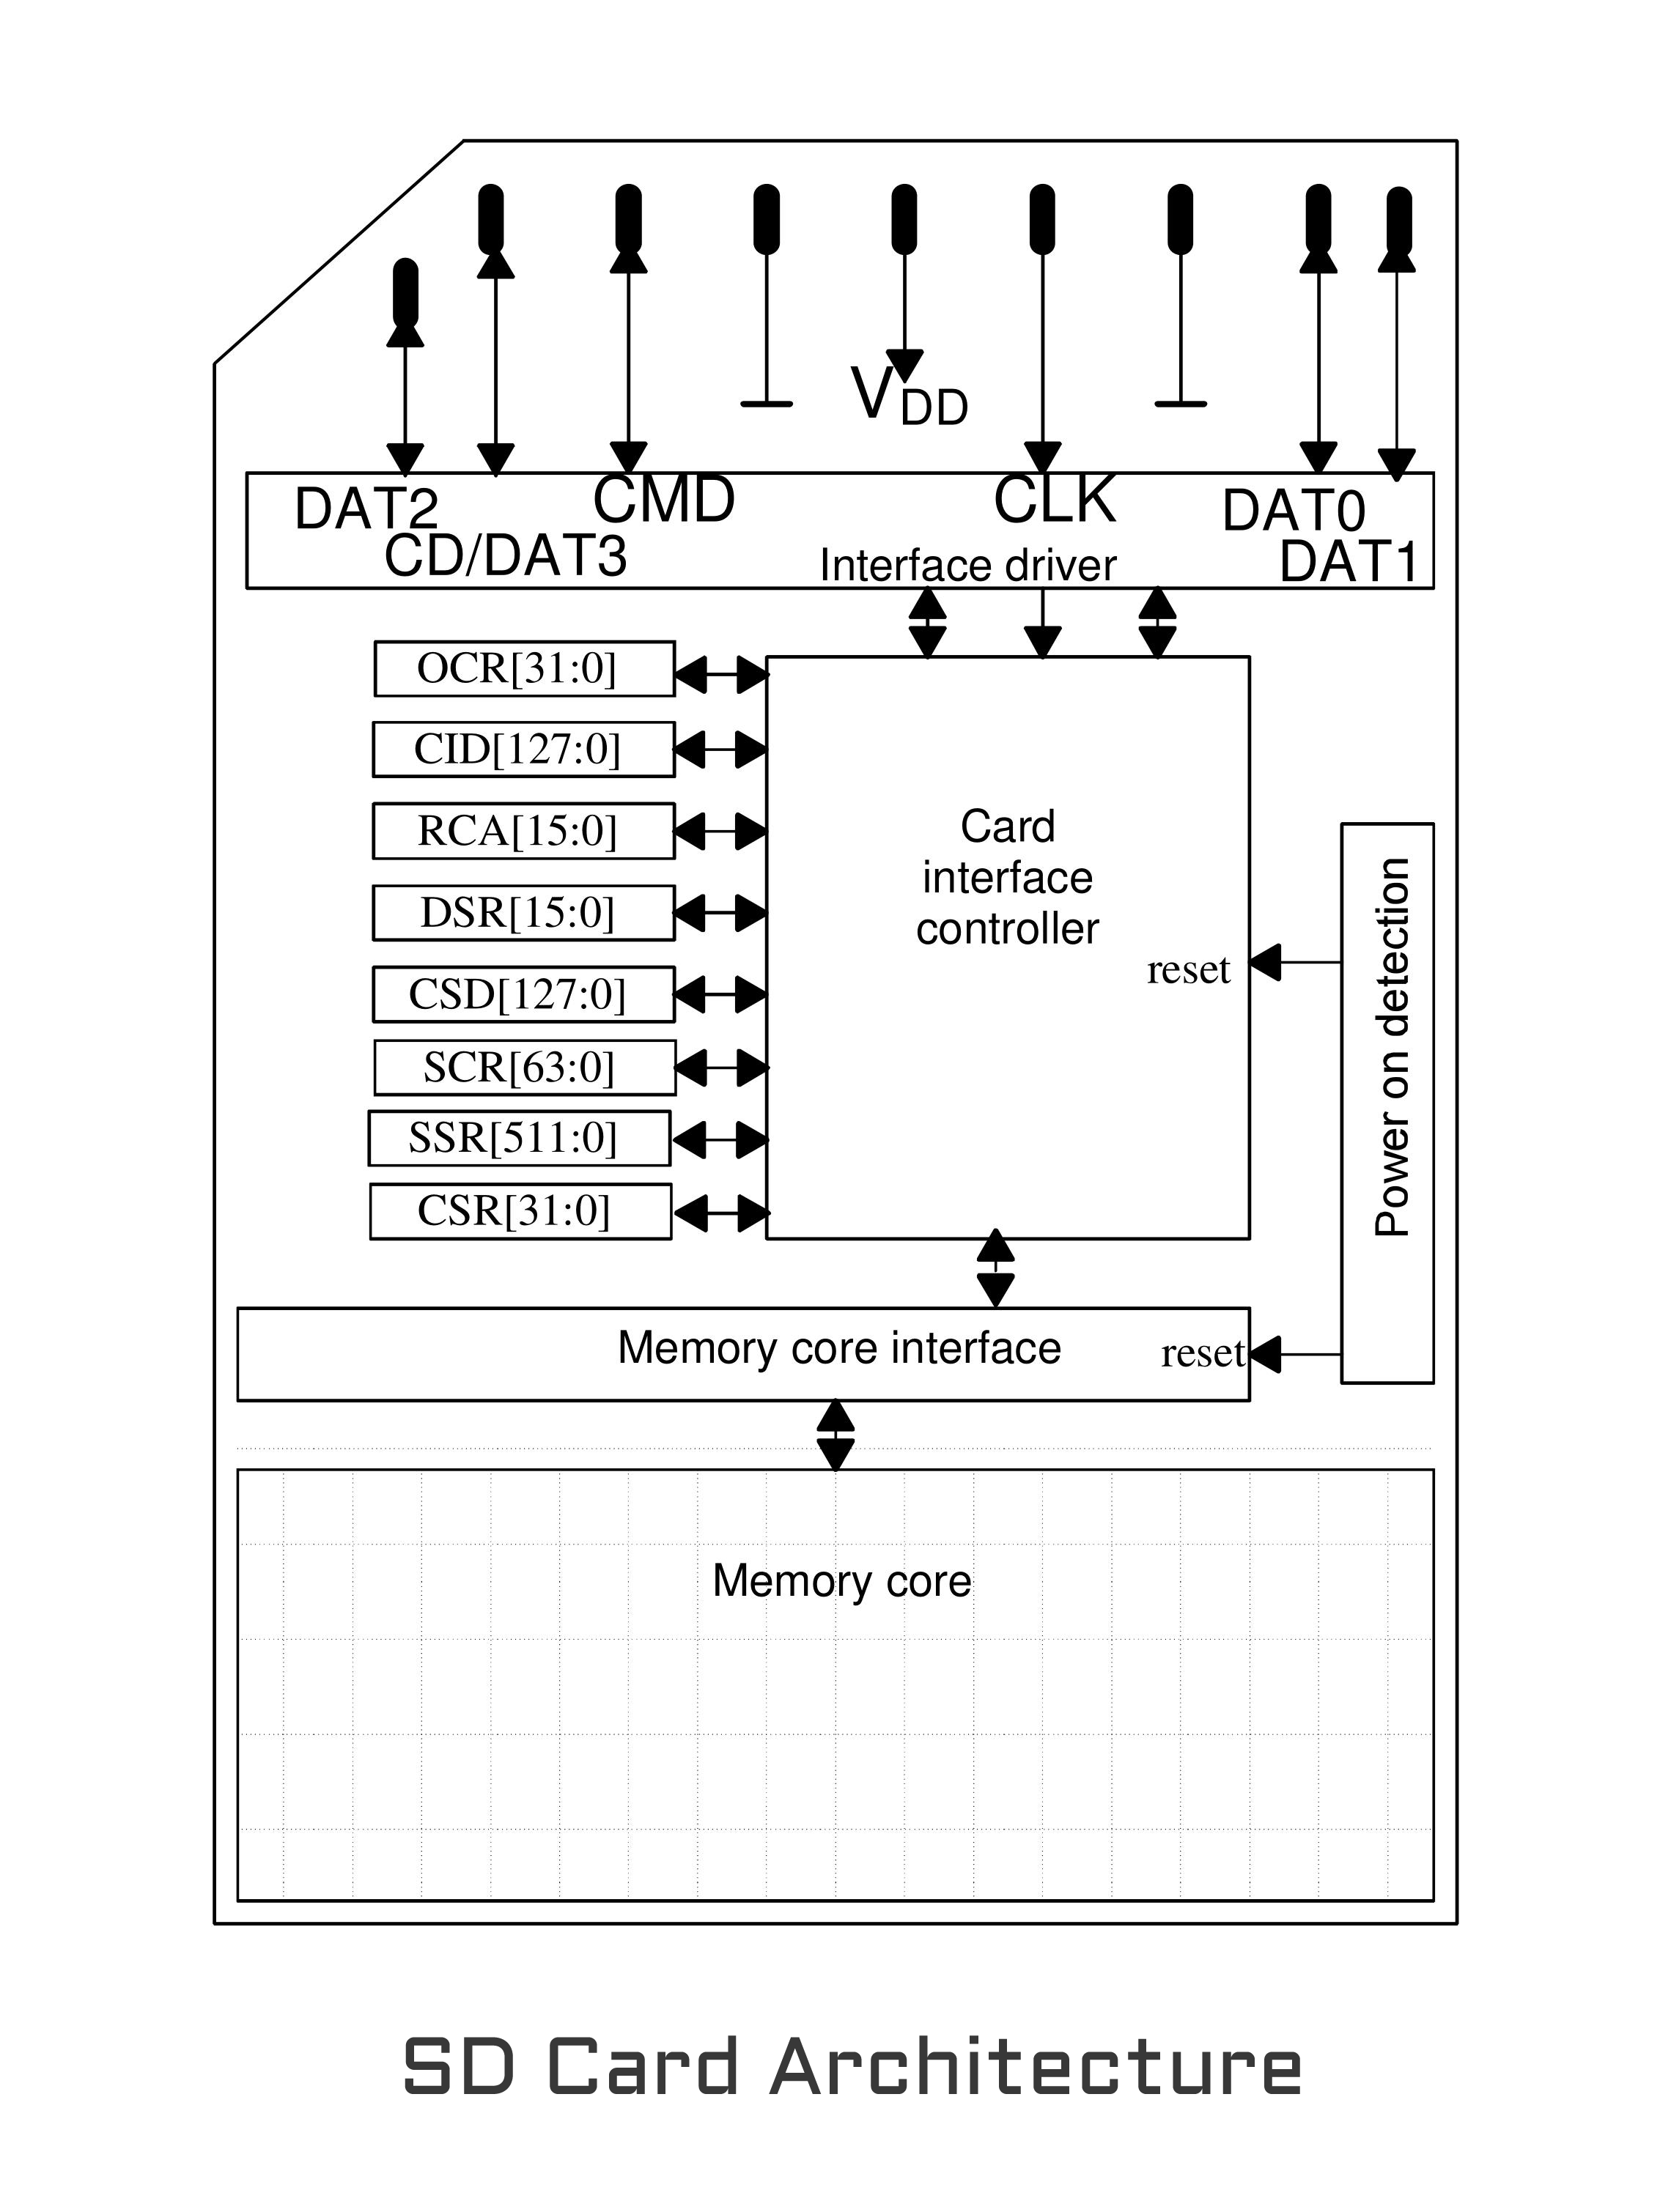 VDD
DAT2
CMD
CLK
DAT0
CD/DAT3
Interface driver
DAT1
OCR[31:0]
CID[127:0]
RCA[15:0]
DSR[15:0]
CSD[127:0]
SCR[63:0]
SSR[511:0]
CSR[31:0]
Card
interface
controller
reset
Power on detection
Memory core interface
reset
Memory core
SD Card Architecture